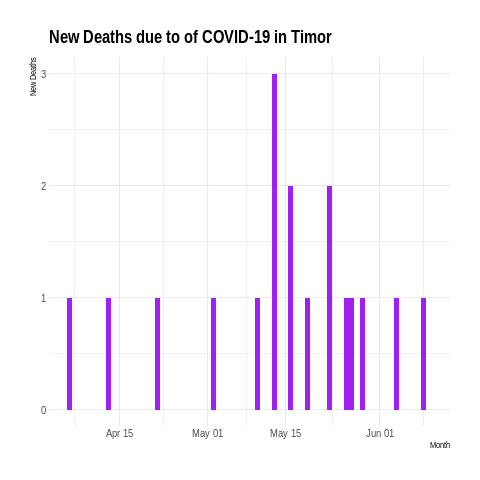 New Deaths due to of COVID-19 in Timor
New Deaths
3
2
1
0
Apr 15
May 01
May 15
Jun 01
Month